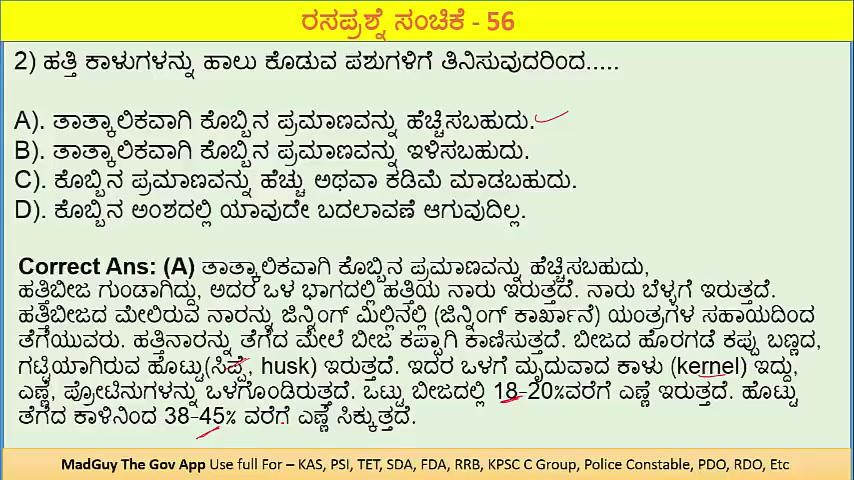 ರಸಪ್ರಶ್ನೆ ಸಂಚಿಕೆ - 56
2) ಹತ್ತಿ ಕಾಳುಗಳನ್ನು ಹಾಲು ಕೊಡುವ ಪಶುಗಳಿಗೆ ತಿನಿಸುವುದರಿಂದ.....
A). ತಾತ್ಕಾಲಿಕವಾಗಿ ಕೊಬ್ಬಿನ ಪ್ರಮಾಣವನ್ನು ಹೆಚ್ಚಿಸಬಹುದು.
B). ತಾತ್ಕಾಲಿಕವಾಗಿ ಕೊಬ್ಬಿನ ಪ್ರಮಾಣವನ್ನು ಇಳಿಸಬಹುದು.
C). ಕೊಬ್ಬಿನ ಪ್ರಮಾಣವನ್ನು ಹೆಚ್ಚು ಅಥವಾ ಕಡಿಮೆ ಮಾಡಬಹುದು.
D). ಕೊಬ್ಬಿನ ಅಂಶದಲ್ಲಿ ಯಾವುದೇ ಬದಲಾವಣೆ ಆಗುವುದಿಲ್ಲ.
Correct Ans: (A) ತಾತ್ಕಾಲಿಕವಾಗಿ ಕೊಬ್ಬಿನ ಪ್ರಮಾಣವನ್ನು ಹೆಚ್ಚಿಸಬಹುದು,
ಹತ್ತಿಬೀಜ ಗುಂಡಾಗಿದ್ದು, ಅದರ ಒಳ ಭಾಗದಲ್ಲಿ ಹತ್ತಿಯ ನಾರು ಇರುತ್ತದೆ. ನಾರು ಬೆಳ್ಳಗೆ ಇರುತ್ತದೆ.
ಹತ್ತಿಬೀಜದ ಮೇಲಿರುವ ನಾರನ್ನು ಜಿನ್ನಿಂಗ್ ಮಿಲ್ಲಿನಲ್ಲಿ (ಜಿನ್ನಿಂಗ್ ಕಾರ್ಖಾನೆ) ಯಂತ್ರಗಳ ಸಹಾಯದಿಂದ
ತೆಗೆಯುವರು. ಹತ್ತಿನಾರನ್ನು ತೆಗೆದ ಮೇಲೆ ಬೀಜ ಕಪ್ಪಾಗಿ ಕಾಣಿಸುತ್ತದೆ. ಬೀಜದ ಹೊರಗಡೆ ಕಪ್ಪು ಬಣ್ಣದ,
ಗಟ್ಟಿಯಾಗಿರುವ ಹೊಟ್ಟು(ಸಿಪ್ಪೆ, husk) ಇರುತ್ತದೆ. ಇದರ ಒಳಗೆ ಮೃದುವಾದ ಕಾಳು (kernel) ಇದ್ದು,
ಎಣ್ಣೆ, ಪ್ರೋಟಿನುಗಳನ್ನು ಒಳಗೊಂಡಿರುತ್ತದೆ. ಒಟ್ಟು ಬೀಜದಲ್ಲಿ 18-20%ವರೆಗೆ ಎಣ್ಣೆ ಇರುತ್ತದೆ. ಹೊಟ್ಟು
ತೆಗೆದ ಕಾಳಿನಿಂದ 38-45% ವರೆಗೆ ಎಣ್ಣೆ ಸಿಕ್ಕುತ್ತದೆ.
MadGuy The Gov App Use full For – KAS, PSI, TET, SDA, FDA, RRB, KPSC C Group, Police Constable, PDO, RDO, Etc